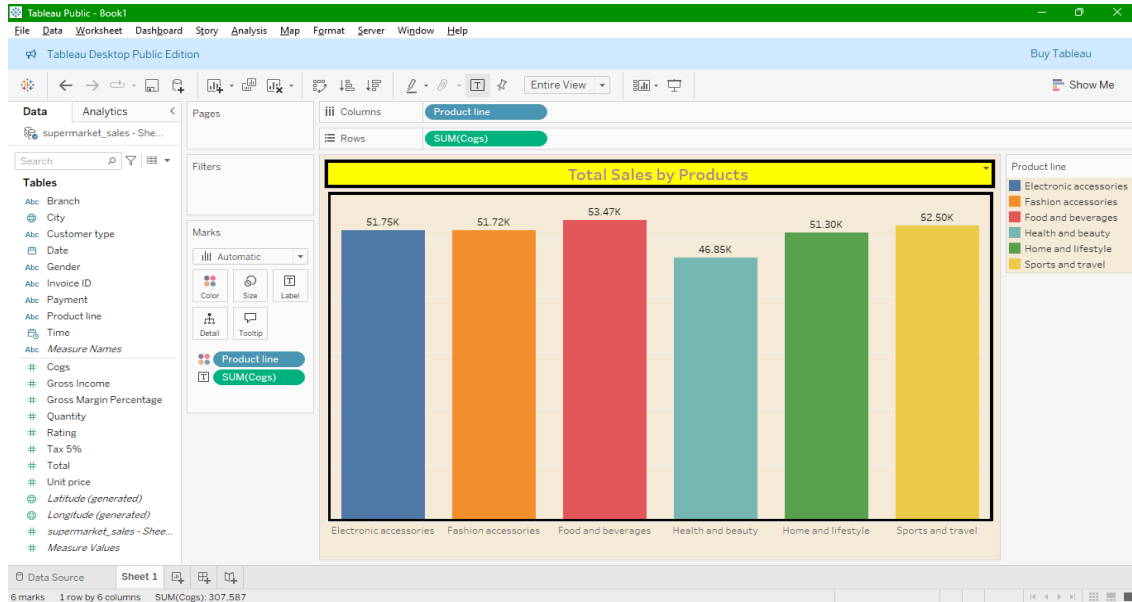 Tableau Public - Book1
File Data Worksheet Dashboard Story Analysis Map Format Server Window Help
Tableau Desktop Public Edition Buy Tableau
Entire View Show Me
Data Analytics
supermarket_sales - She...
Search
Tables
Abc Branch
City
Abc Customer type
Date
Abc Gender
Abc Invoice ID
Abc Payment
Abc Product line
Time
Abc Measure Names
# Cogs
# Gross Income
# Gross Margin Percentage
# Quantity
# Rating
# Tax 5%
# Total
# Unit price
Latitude (generated)
Longitude (generated)
# supermarket_sales - Shee...
# Measure Values
Pages
Filters
Marks
Automatic
Color Size Label
Detail Tooltip
Product line
SUM(Cogs)
Columns Product line
Rows SUM(Cogs)
Total Sales by Products
51.75K 51.72K 53.47K 46.85K 51.30K 52.50K
Electronic accessories Fashion accessories Food and beverages Health and beauty Home and lifestyle Sports and travel
Product line
Electronic accessories
Fashion accessories
Food and beverages
Health and beauty
Home and lifestyle
Sports and travel
Data Source Sheet 1
6 marks 1 row by 6 columns SUM(Cogs): 307,587